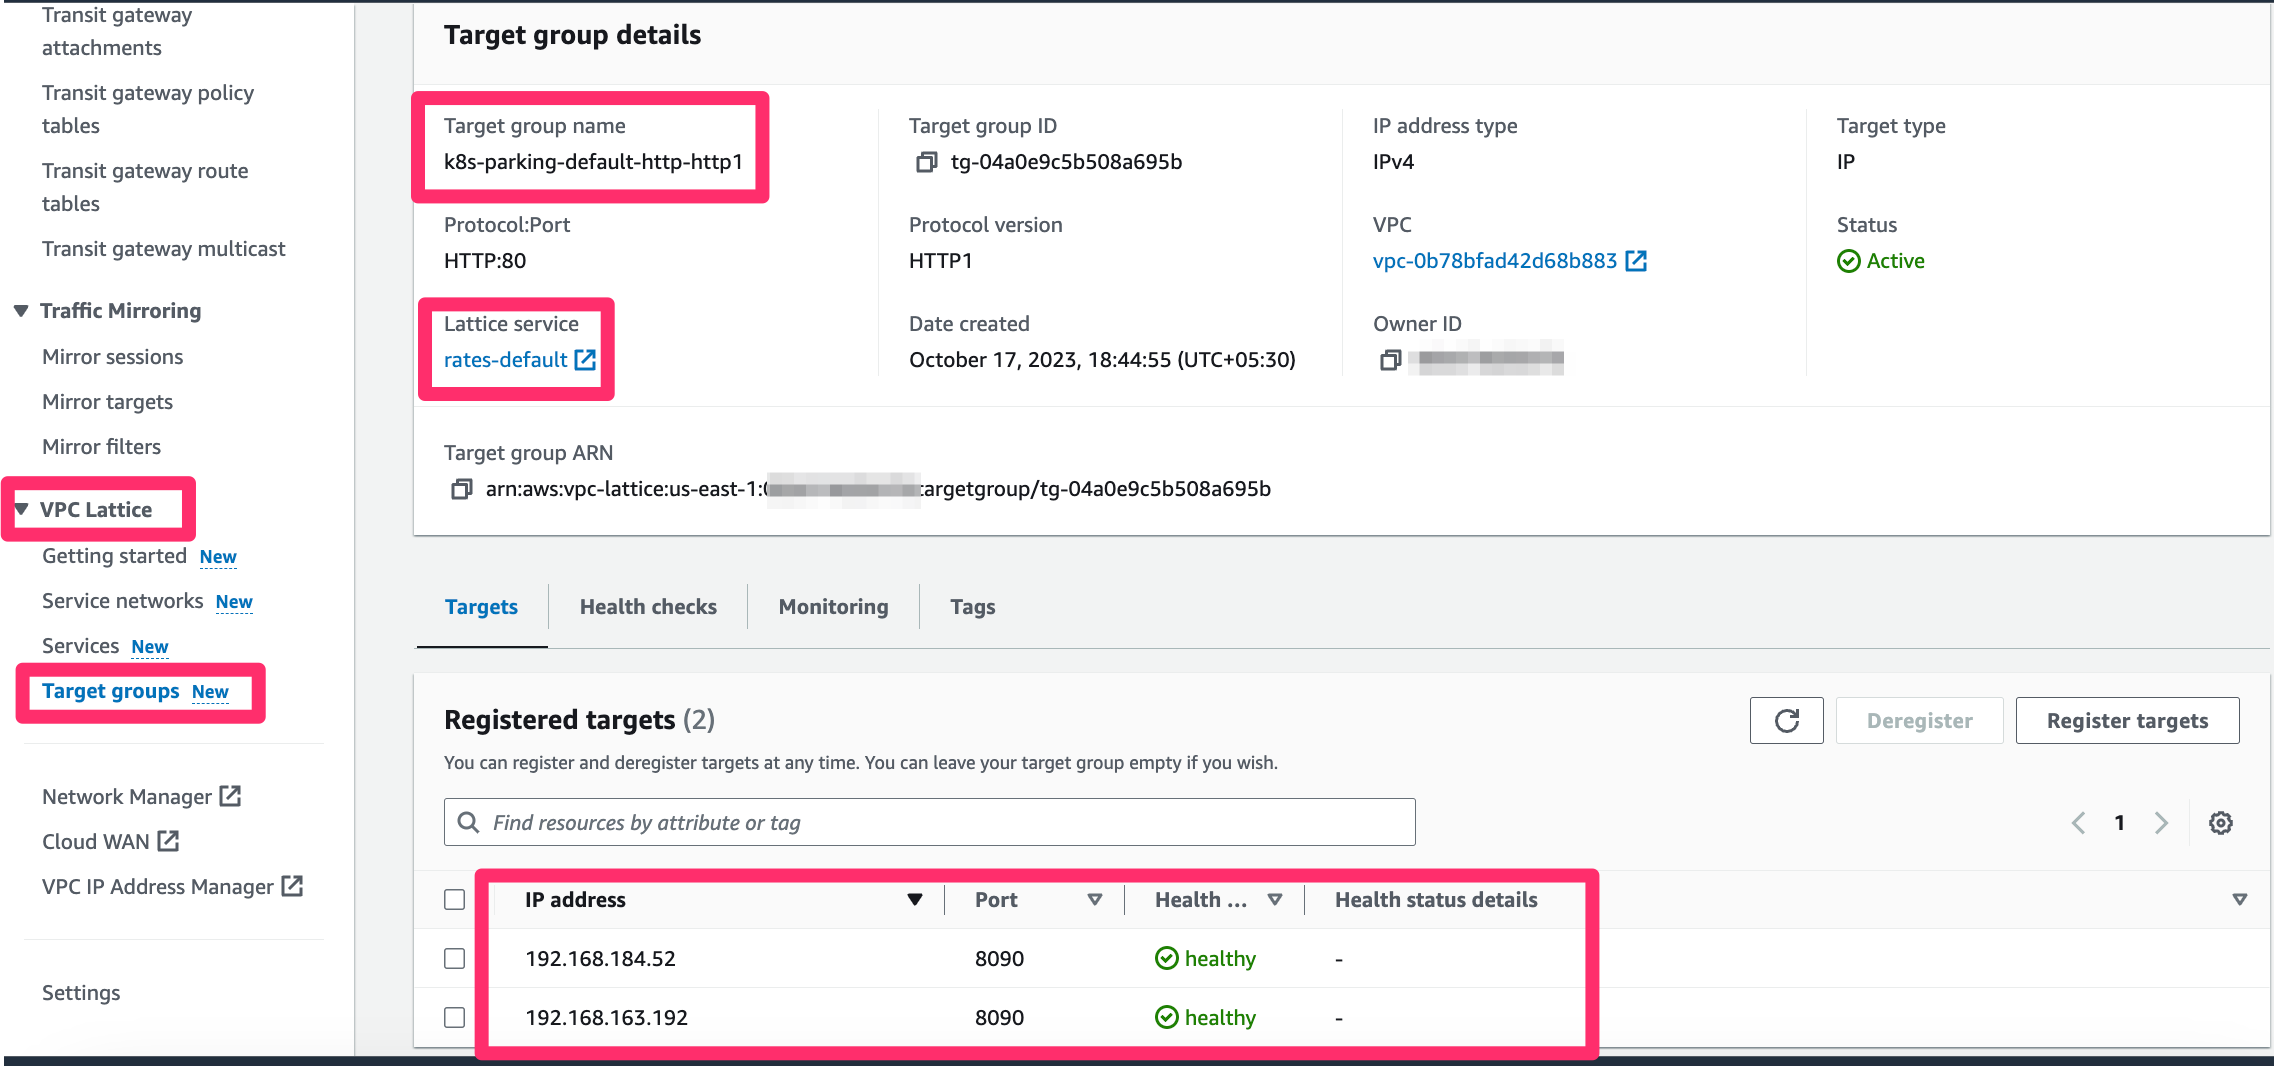 Transit gateway
attachments
Transit gateway policy
tables
Transit gateway route
tables
Transit gateway multicast
Traffic Mirroring
Mirror sessions
Mirror targets
Mirror filters
VPC Lattice
Getting started New
Service networks New
Services New
Target groups New
Network Manager
Cloud WAN
VPC IP Address Manager
Settings
Target group details
Target group name
k8s-parking-default-http-http1
Target group ID
tg-04a0e9c5b508a695b
IP address type
IPv4
Target type
IP
Protocol:Port
HTTP:80
Protocol version
HTTP1
VPC
vpc-0b78bfad42d68b883
Status
Active
Lattice service
rates-default
Date created
October 17, 2023, 18:44:55 (UTC+05:30)
Owner ID
Target group ARN
arn:aws:vpc-lattice:us-east-1: targetgroup/tg-04a0e9c5b508a695b
Targets
Health checks
Monitoring
Tags
Registered targets (2)
Deregister
Register targets
You can register and deregister targets at any time. You can leave your target group empty if you wish.
Find resources by attribute or tag
1
IP address Port Health ... Health status details
192.168.184.52 8090 healthy -
192.168.163.192 8090 healthy -